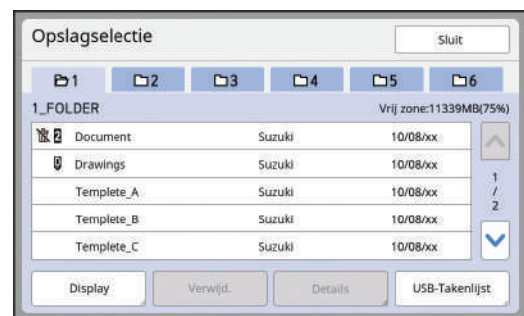 Opslagselectie Sluit
1 2 3 4 5 6
1_FOLDER Vrij zone:11339MB(75%)
2 Document Suzuki 10/08/xx
Drawings Suzuki 10/08/xx
Templete_A Suzuki 10/08/xx
1
Templete_B Suzuki 10/08/xx
/
2
Templete_C Suzuki 10/08/xx
Display Verwijd. Details USB-Takenlijst